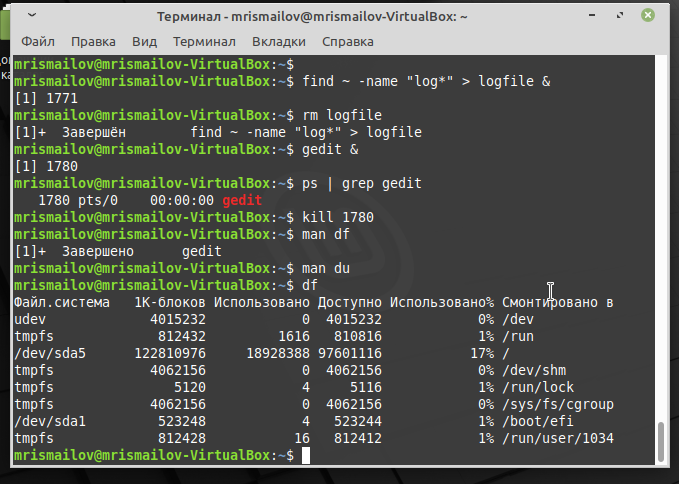 Терминал - mrismailov@mrismailov-VirtualBox: ~
Файл Правка Вид Терминал Вкладки Справка
mrismailov@mrismailov-VirtualBox:~$
mrismailov@mrismailov-VirtualBox:~$ find ~ -name "log*" > logfile &
[1] 1771
mrismailov@mrismailov-VirtualBox:~$ rm logfile
[1]+  Завершён        find ~ -name "log*" > logfile
mrismailov@mrismailov-VirtualBox:~$ gedit &
[1] 1780
mrismailov@mrismailov-VirtualBox:~$ ps | grep gedit
   1780 pts/0    00:00:00 gedit
mrismailov@mrismailov-VirtualBox:~$ kill 1780
mrismailov@mrismailov-VirtualBox:~$ man df
[1]+  Завершено      gedit
mrismailov@mrismailov-VirtualBox:~$ man du
mrismailov@mrismailov-VirtualBox:~$ df
Файл.система   1K-блоков Использовано Доступно Использовано% Смонтировано в
udev             4015232            0  4015232            0% /dev
tmpfs             812432         1616   810816            1% /run
/dev/sda5      122810976     18928388 97601116           17% /
tmpfs            4062156            0  4062156            0% /dev/shm
tmpfs               5120            4     5116            1% /run/lock
tmpfs            4062156            0  4062156            0% /sys/fs/cgroup
/dev/sda1         523248            4   523244            1% /boot/efi
tmpfs             812428           16   812412            1% /run/user/1034
mrismailov@mrismailov-VirtualBox:~$